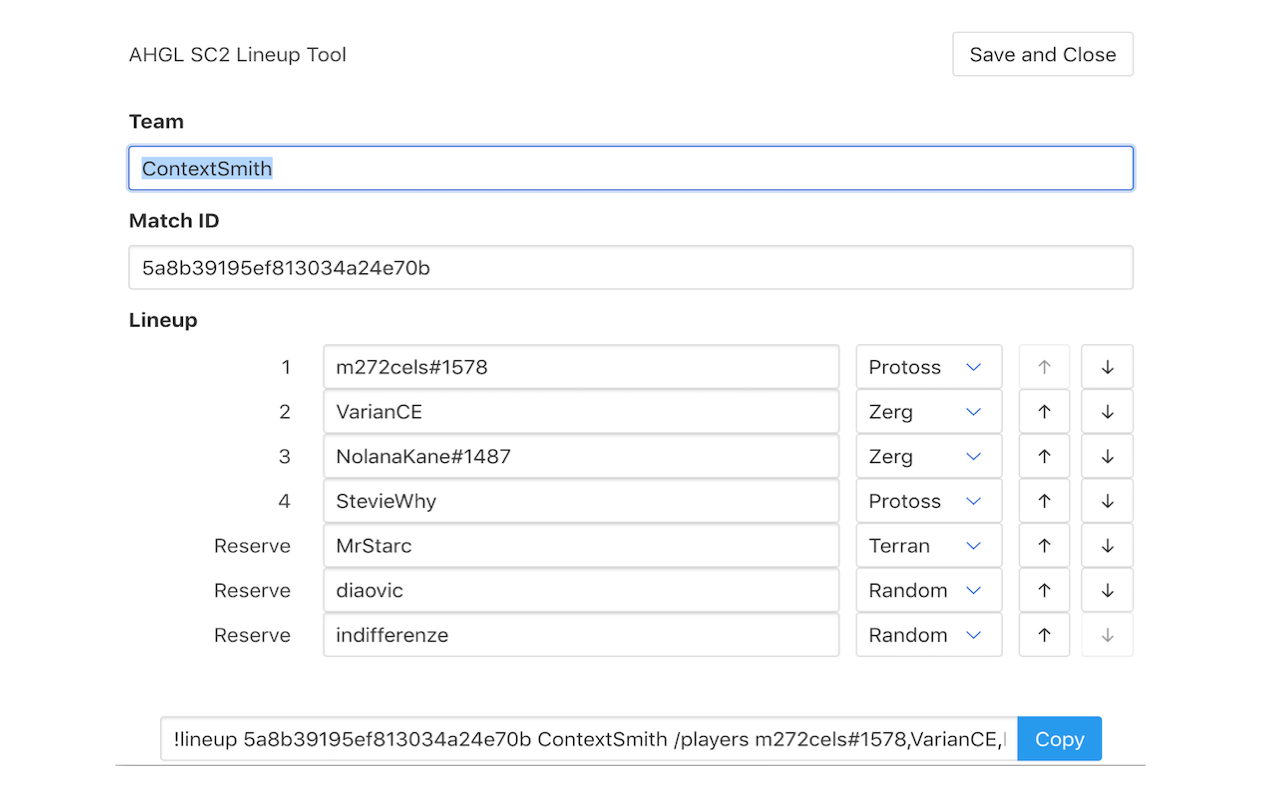 AHGL SC2 Lineup Tool Save and Close
Team
ContextSmith
Match ID
5a8b39195ef813034a24e70b
Lineup
1 m272cels#1578 Protoss ↑ ↓
2 VarianCE Zerg ↑ ↓
3 NolanaKane#1487 Zerg ↑ ↓
4 StevieWhy Protoss ↑ ↓
Reserve MrStarc Terran ↑ ↓
Reserve diaovic Random ↑ ↓
Reserve indifferenze Random ↑ ↓
!lineup 5a8b39195ef813034a24e70b ContextSmith /players m272cels#1578,VarianCE, Copy